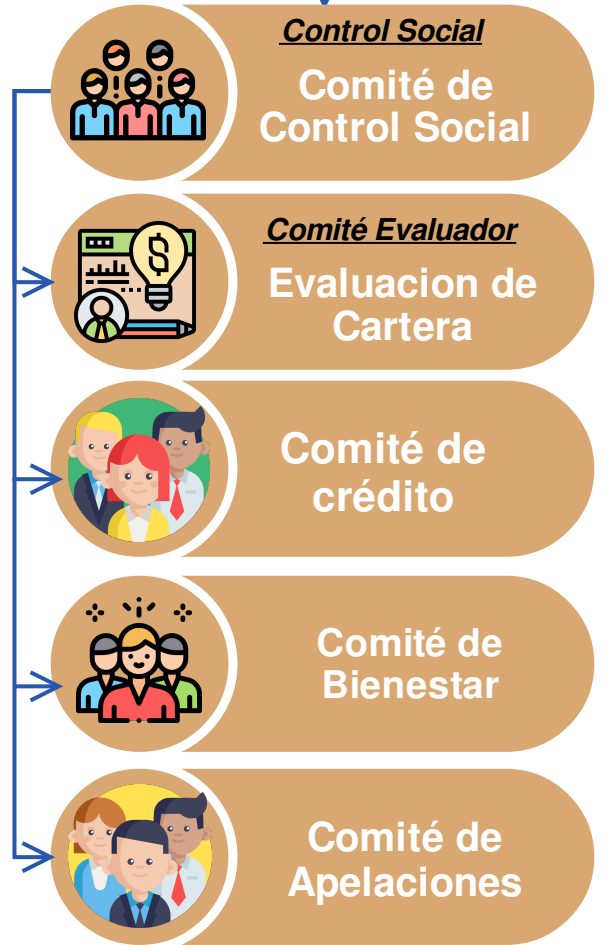 Control Social
Comité de
Control Social
Comité Evaluador
Evaluacion de
Cartera
Comité de
crédito
Comité de
Bienestar
Comité de
Apelaciones